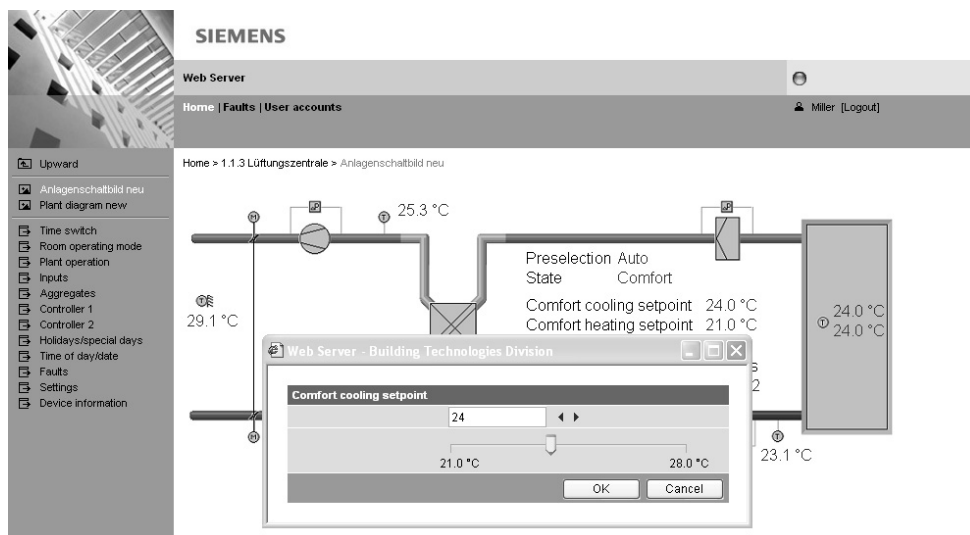 SIEMENS
Web Server
Home | Faults | User accounts
Miller [Logout]
Upward
Anlagenschaltbild neu
Plant diagram new
Time switch
Room operating mode
Plant operation
Inputs
Aggregates
Controller 1
Controller 2
Holidays/special days
Time of day/date
Faults
Settings
Device information
Home > 1.1.3 Lüftungszentrale > Anlagenschaltbild neu
M
T
25.3 °C
Preselection Auto
State Comfort
Comfort cooling setpoint 24.0 °C
Comfort heating setpoint 21.0 °C
T
29.1 °C
T
24.0 °C
24.0 °C
s
2
M
T
23.1 °C
Web Server - Building Technologies Division
Comfort cooling setpoint
24
21.0 °C
28.0 °C
OK
Cancel